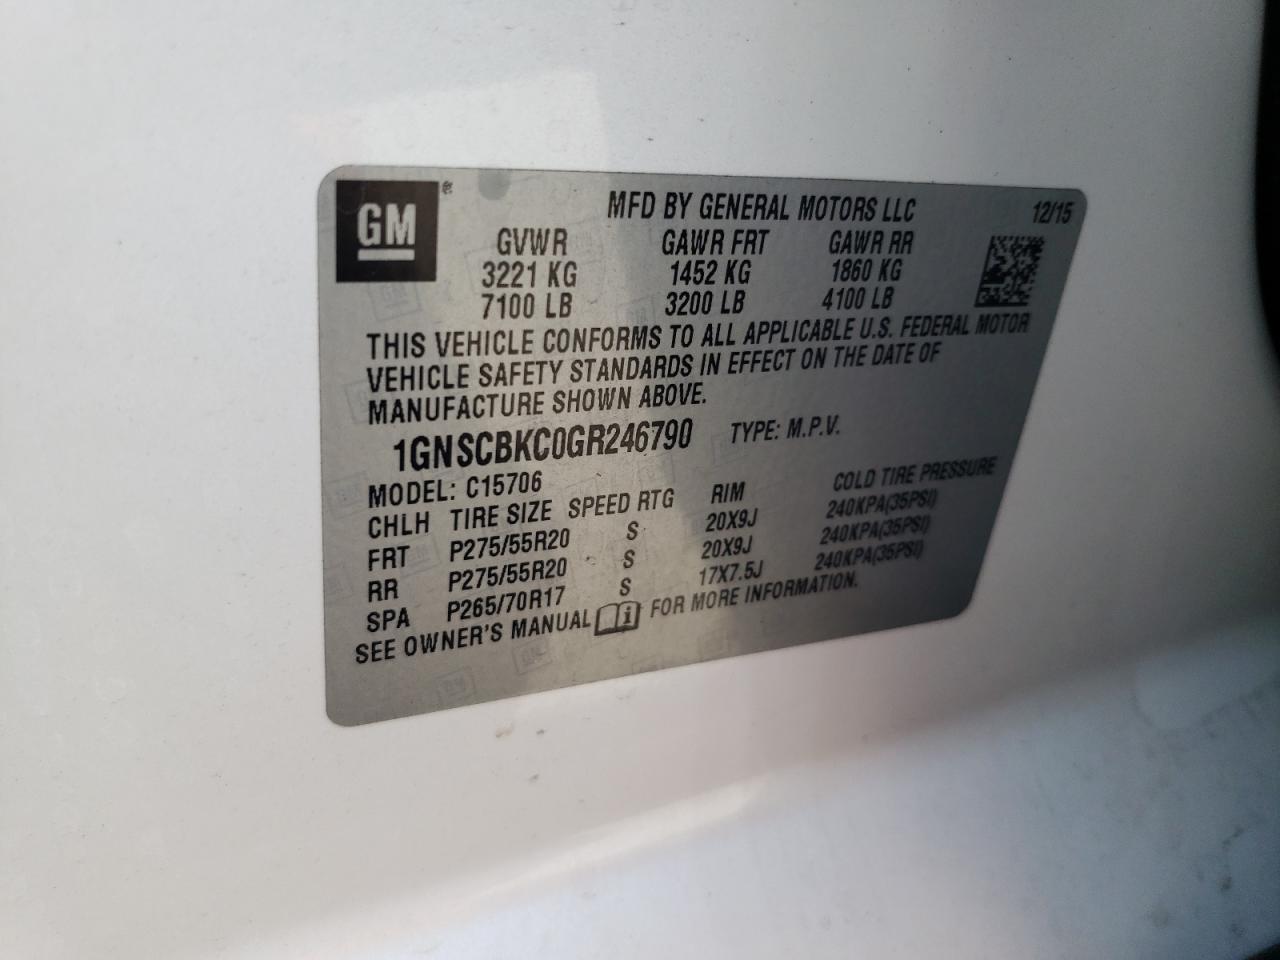 GM®
MFD BY GENERAL MOTORS LLC 12/15
GVWR GAWR FRT GAWR RR
3221 KG 1452 KG 1860 KG
7100 LB 3200 LB 4100 LB
THIS VEHICLE CONFORMS TO ALL APPLICABLE U.S. FEDERAL MOTOR
VEHICLE SAFETY STANDARDS IN EFFECT ON THE DATE OF
MANUFACTURE SHOWN ABOVE.
1GNSCBKC0GR246790 TYPE: M.P.V.
MODEL: C15706
CHLH TIRE SIZE SPEED RTG RIM COLD TIRE PRESSURE
FRT P275/55R20 S 20X9J 240KPA(35PSI)
RR P275/55R20 S 20X9J 240KPA(35PSI)
SPA P265/70R17 S 17X7.5J 240KPA(35PSI)
SEE OWNER'S MANUAL i FOR MORE INFORMATION.